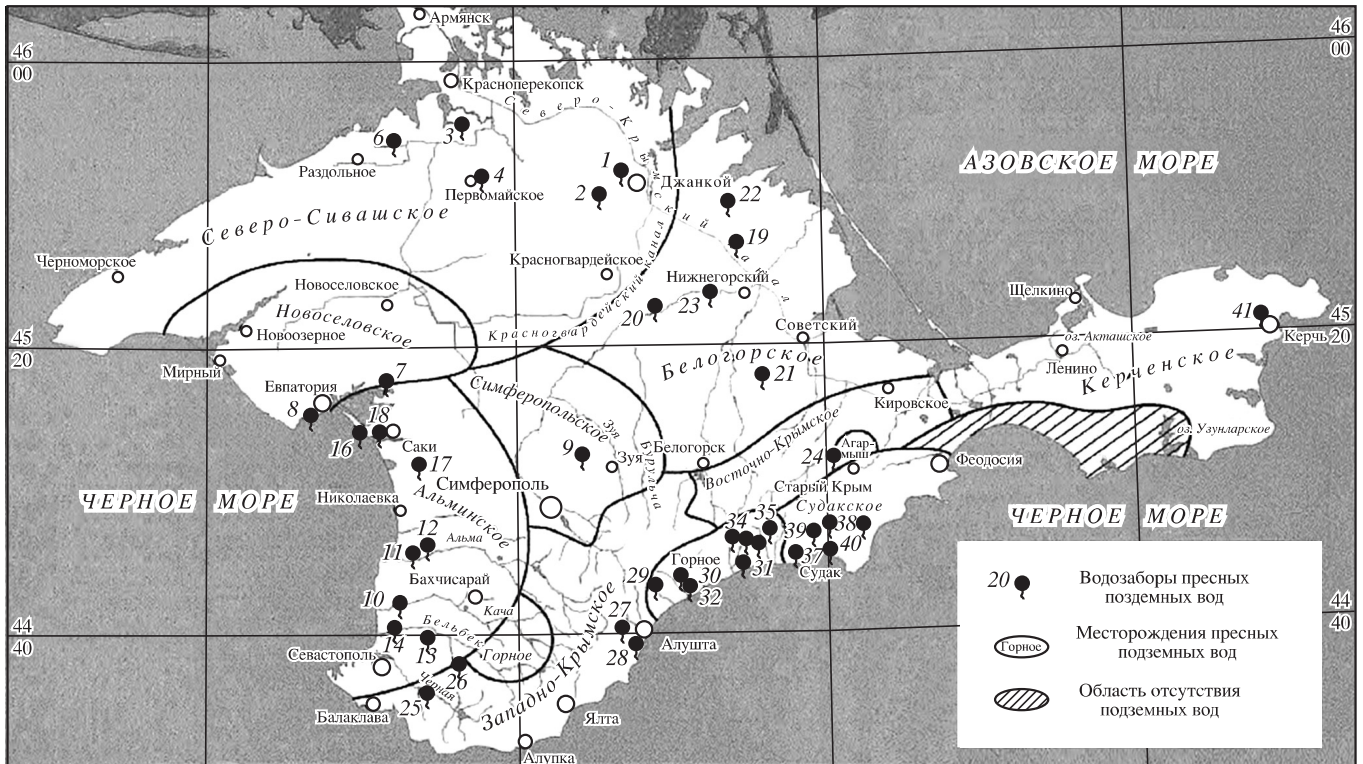 Армянск
46
00
46
00
Красноперекопск
Северо-Крымский канал
6
3
Раздольное
4
Первомайское
1
2
Джанкой
22
19
АЗОВСКОЕ МОРЕ
Северо-Сивашское
Черноморское
Красногвардейское
Красногвардейский канал
Нижнегорский
23
20
Новоселовское
Новоселовское
Новоозерное
Щелкино
41
45
20
45
20
Керчь
оз. Акташское
Ленино
Керченское
Советский
Белогорское
21
Мирный
7
Евпатория
8
18
16
Саки
17
Симферопольское
Зуя
9
Зуя
Бурульча
Белогорск
Кировское
Восточно-Крымское
Агар-
мыш
24
оз. Узунларское
Феодосия
Старый Крым
Симферополь
ЧЕРНОЕ МОРЕ
Николаевка
Альминское
12
Альма
11
Судакское
34
35
39
38
40
37
31
Судак
ЧЕРНОЕ МОРЕ
Бахчисарай
Кача
10
Горное
29
30
32
27
Алушта
28
14
13
Бельбек
Горное
Севастополь
26
Черная
25
Западно-Крымское
Балаклава
Ялта
Алупка
44
40
44
40
20
Водозаборы пресных
поздемных вод
Горное
Месторождения пресных
подземных вод
Область отсутствия
подземных вод